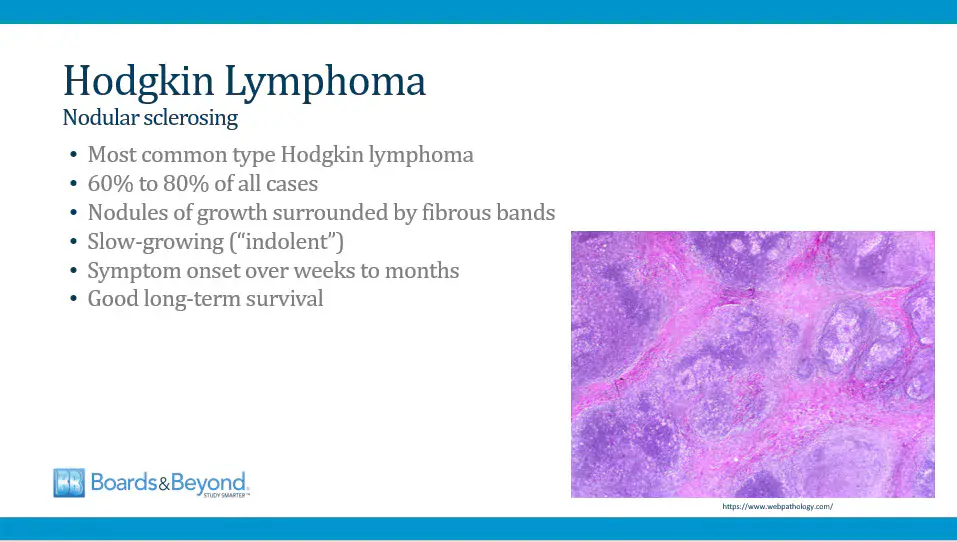 Hodgkin Lymphoma
Nodular sclerosing
• Most common type Hodgkin lymphoma
• 60% to 80% of all cases
• Nodules of growth surrounded by fibrous bands
• Slow-growing (“indolent”)
• Symptom onset over weeks to months
• Good long-term survival
BB Boards&Beyond.
STUDY SMARTER™
https://www.webpathology.com/